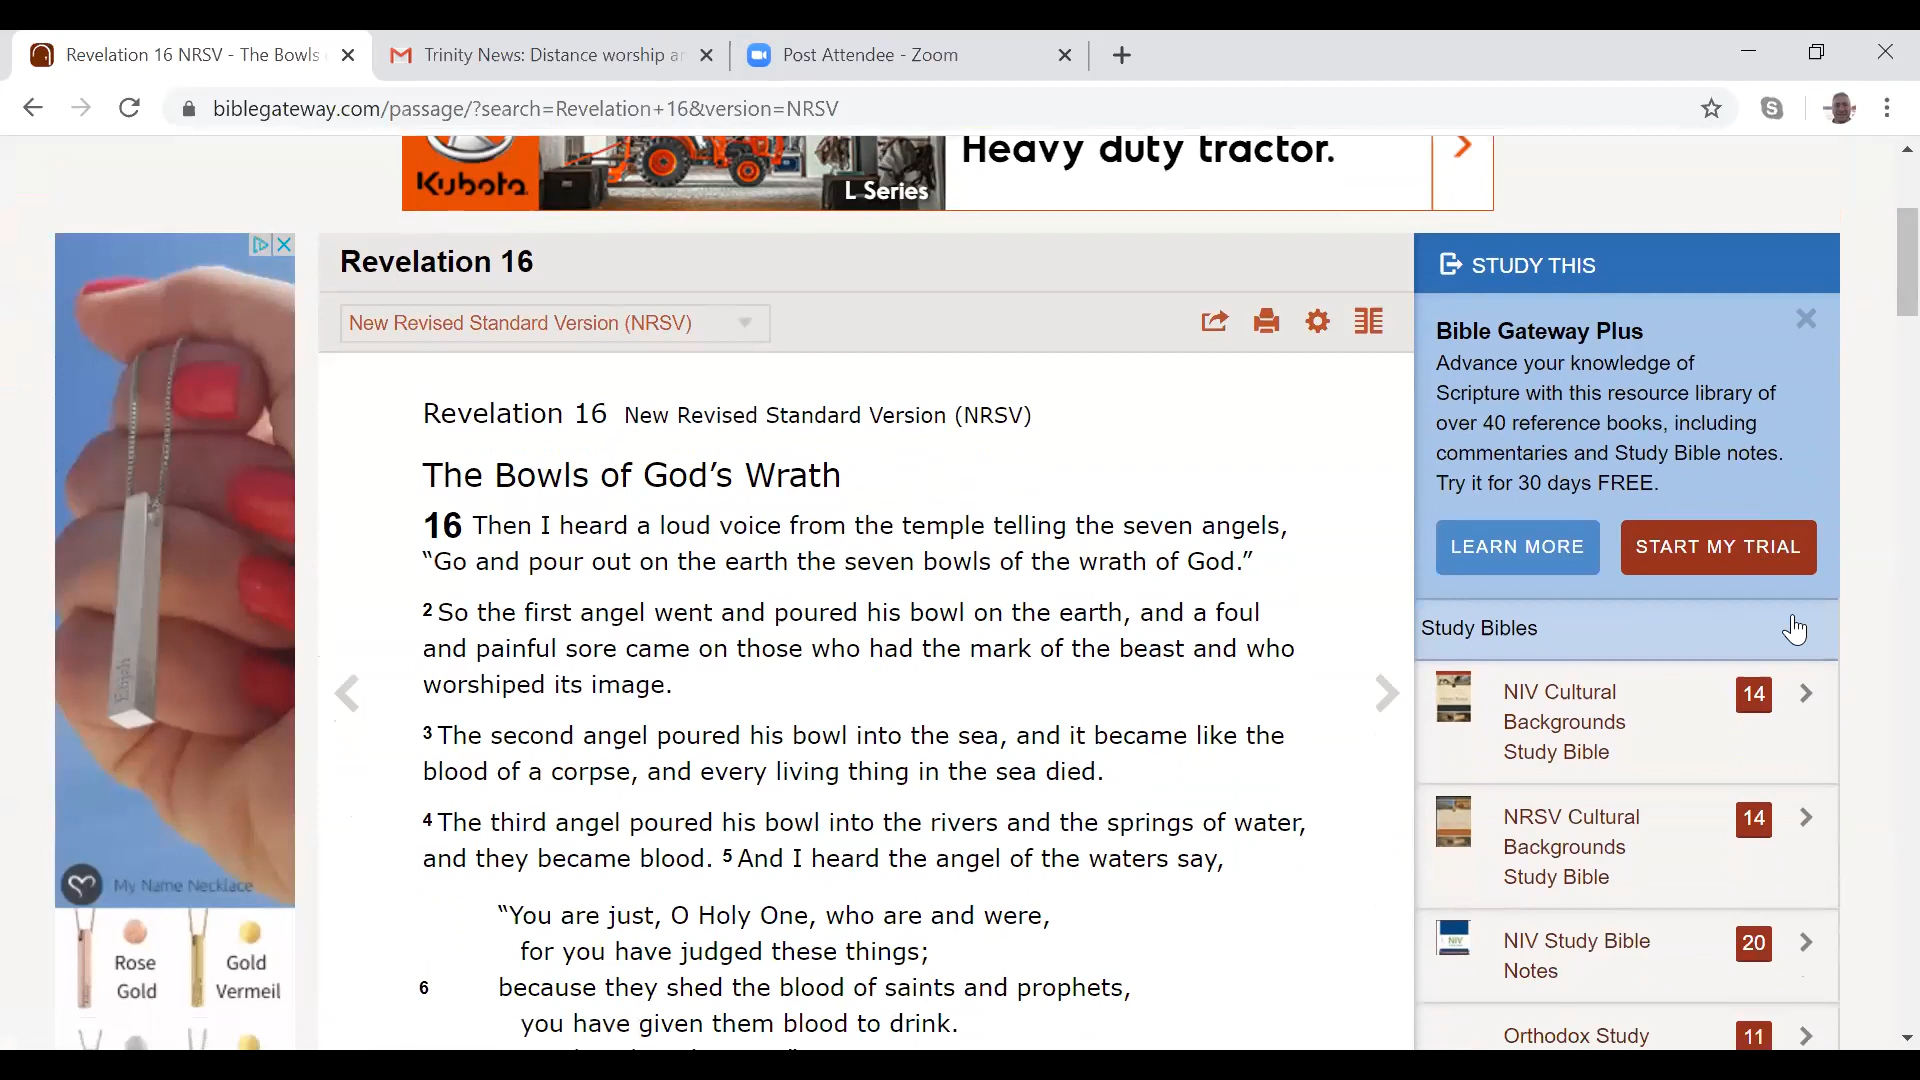 Revelation 16 NRSV - The Bowls
Trinity News: Distance worship ar
Post Attendee - Zoom
biblegateway.com/passage/?search=Revelation+16&version=NRSV
Kubota
L Series
Heavy duty tractor.
Revelation 16
New Revised Standard Version (NRSV)
Revelation 16 New Revised Standard Version (NRSV)
The Bowls of God’s Wrath
16 Then I heard a loud voice from the temple telling the seven angels,
“Go and pour out on the earth the seven bowls of the wrath of God.”
2 So the first angel went and poured his bowl on the earth, and a foul
and painful sore came on those who had the mark of the beast and who
worshiped its image.
3 The second angel poured his bowl into the sea, and it became like the
blood of a corpse, and every living thing in the sea died.
4 The third angel poured his bowl into the rivers and the springs of water,
and they became blood. 5 And I heard the angel of the waters say,
“You are just, O Holy One, who are and were,
for you have judged these things;
6 because they shed the blood of saints and prophets,
you have given them blood to drink.
STUDY THIS
Bible Gateway Plus
Advance your knowledge of
Scripture with this resource library of
over 40 reference books, including
commentaries and Study Bible notes.
Try it for 30 days FREE.
LEARN MORE
START MY TRIAL
Study Bibles
NIV Cultural
Backgrounds
Study Bible
14
NRSV Cultural
Backgrounds
Study Bible
14
NIV Study Bible
Notes
20
Orthodox Study
11
My Name Necklace
Rose
Gold
Gold
Vermeil